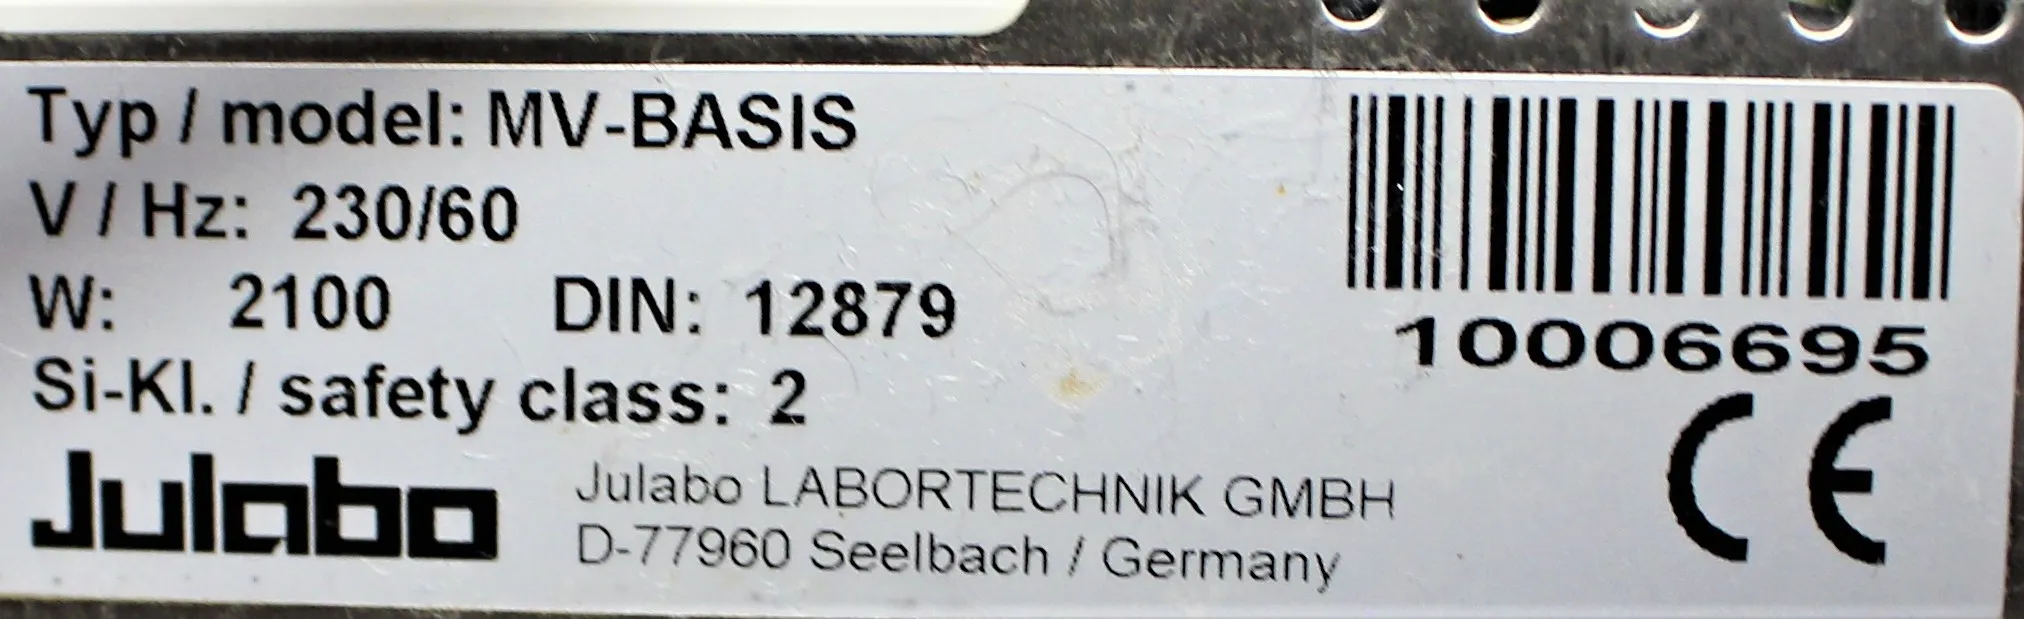 Typ / model: MV-BASIS
V / Hz: 230/60
W: 2100 DIN: 12879
Si-Kl. / safety class: 2
10006695
CE
Julabo
Julabo LABORTECHNIK GMBH
D-77960 Seelbach / Germany